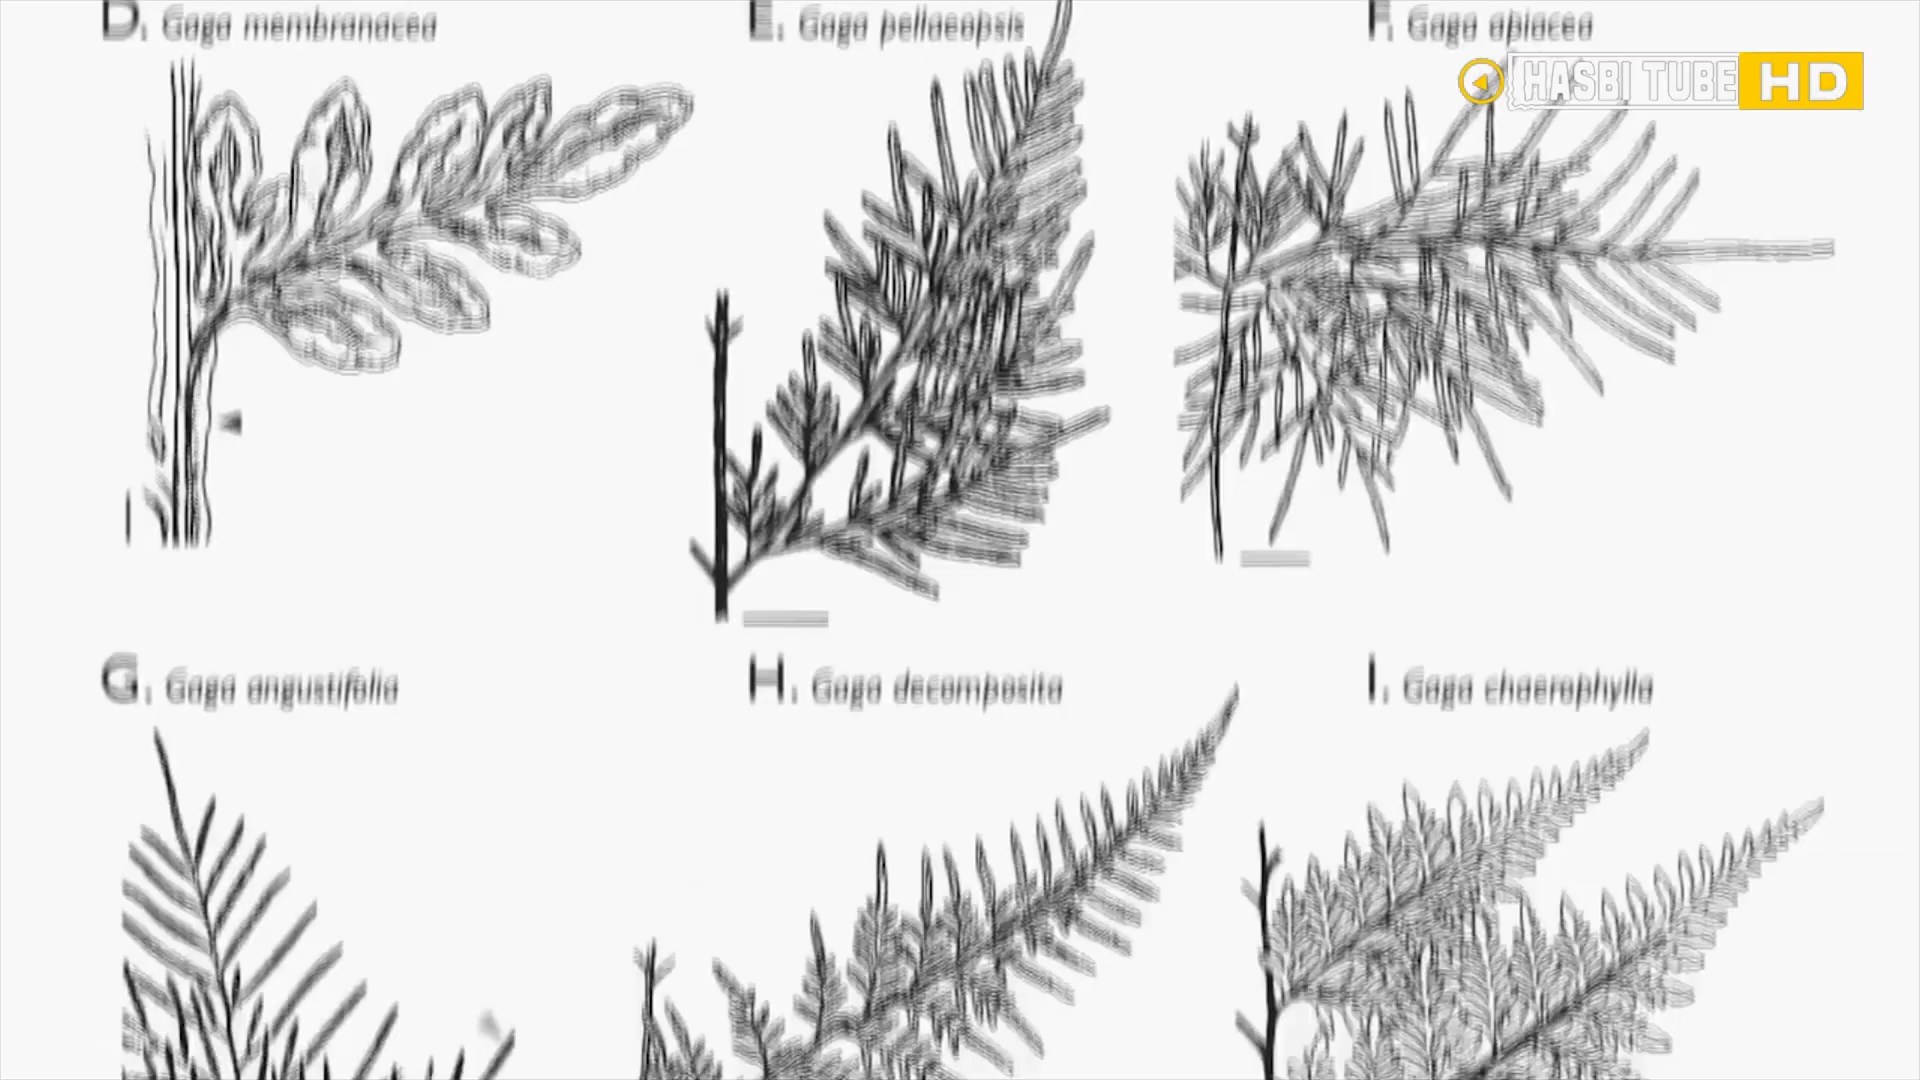 D. Gaga membranacea
E. Gaga pellaeopsis
F. Gaga apiacea
HASBI TUBE HD
G. Gaga angustifolia
H. Gaga decomposita
I. Gaga chaerophylla